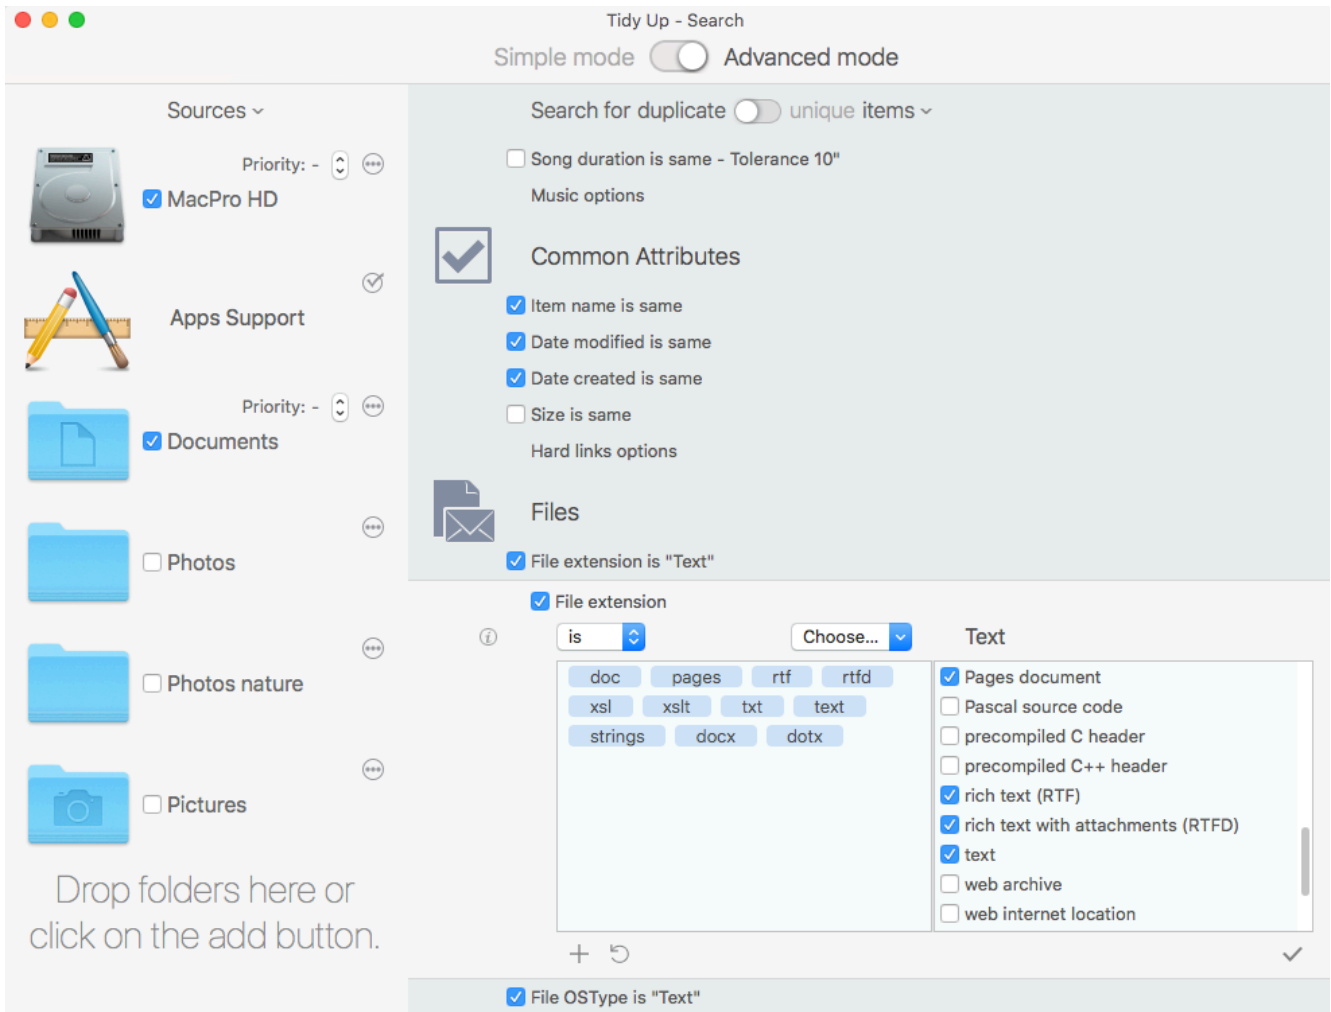 Tidy Up - Search
Simple mode Advanced mode
Sources
Priority: -
MacPro HD
Apps Support
Priority: -
Documents
Photos
Photos nature
Pictures
Drop folders here or
click on the add button.
Search for duplicate unique items
Song duration is same - Tolerance 10"
Music options
Common Attributes
Item name is same
Date modified is same
Date created is same
Size is same
Hard links options
Files
File extension is "Text"
File extension
is Choose... Text
doc pages rtf rtfd
xsl xslt txt text
strings docx dotx
Pages document
Pascal source code
precompiled C header
precompiled C++ header
rich text (RTF)
rich text with attachments (RTFD)
text
web archive
web internet location
File OSType is "Text"